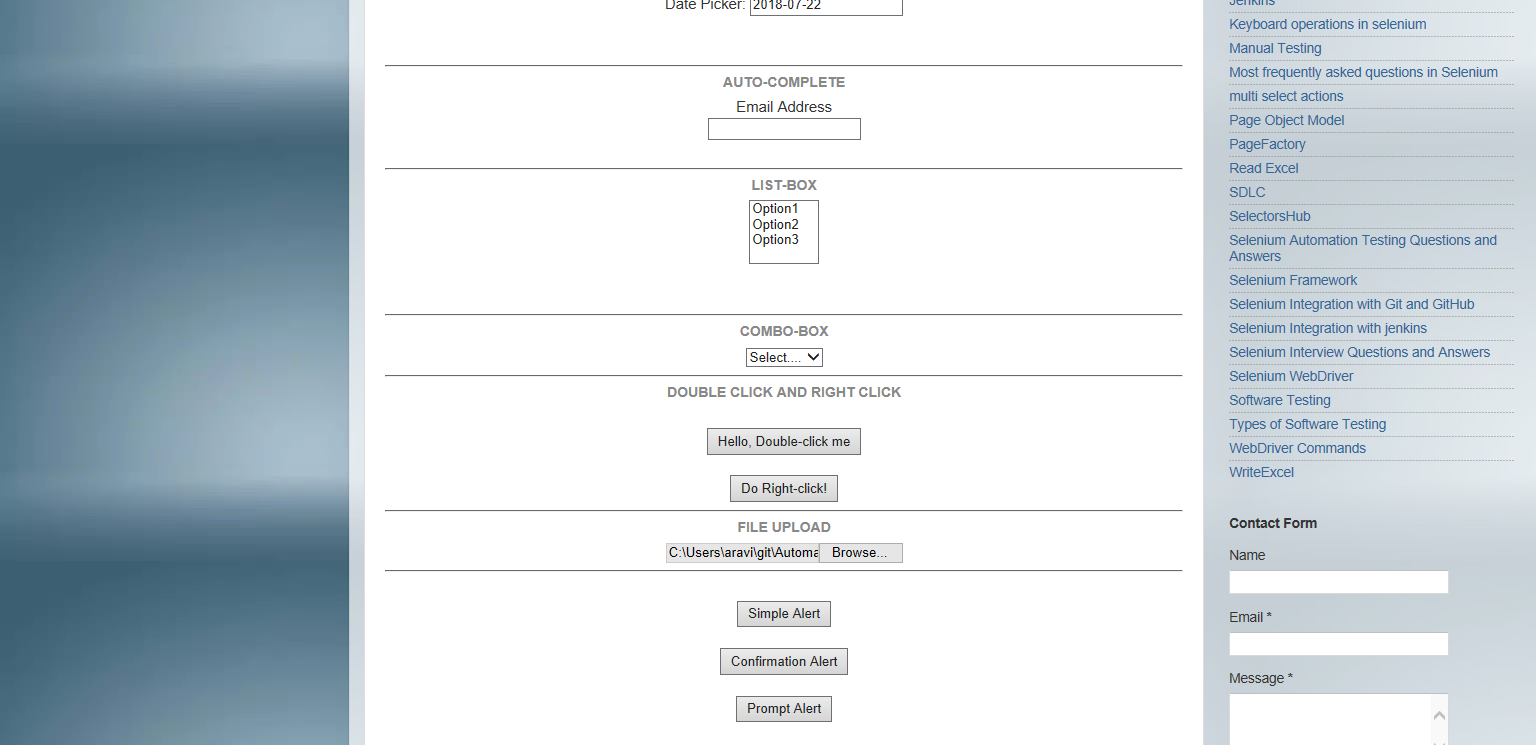 Date Picker: 2018-07-22
AUTO-COMPLETE
Email Address
LIST-BOX
Option1
Option2
Option3
COMBO-BOX
Select....
DOUBLE CLICK AND RIGHT CLICK
Hello, Double-click me
Do Right-click!
FILE UPLOAD
C:\Users\aravi\git\Automa Browse...
Simple Alert
Confirmation Alert
Prompt Alert
Jenkins
Keyboard operations in selenium
Manual Testing
Most frequently asked questions in Selenium
multi select actions
Page Object Model
PageFactory
Read Excel
SDLC
SelectorsHub
Selenium Automation Testing Questions and
Answers
Selenium Framework
Selenium Integration with Git and GitHub
Selenium Integration with jenkins
Selenium Interview Questions and Answers
Selenium WebDriver
Software Testing
Types of Software Testing
WebDriver Commands
WriteExcel
Contact Form
Name
Email *
Message *